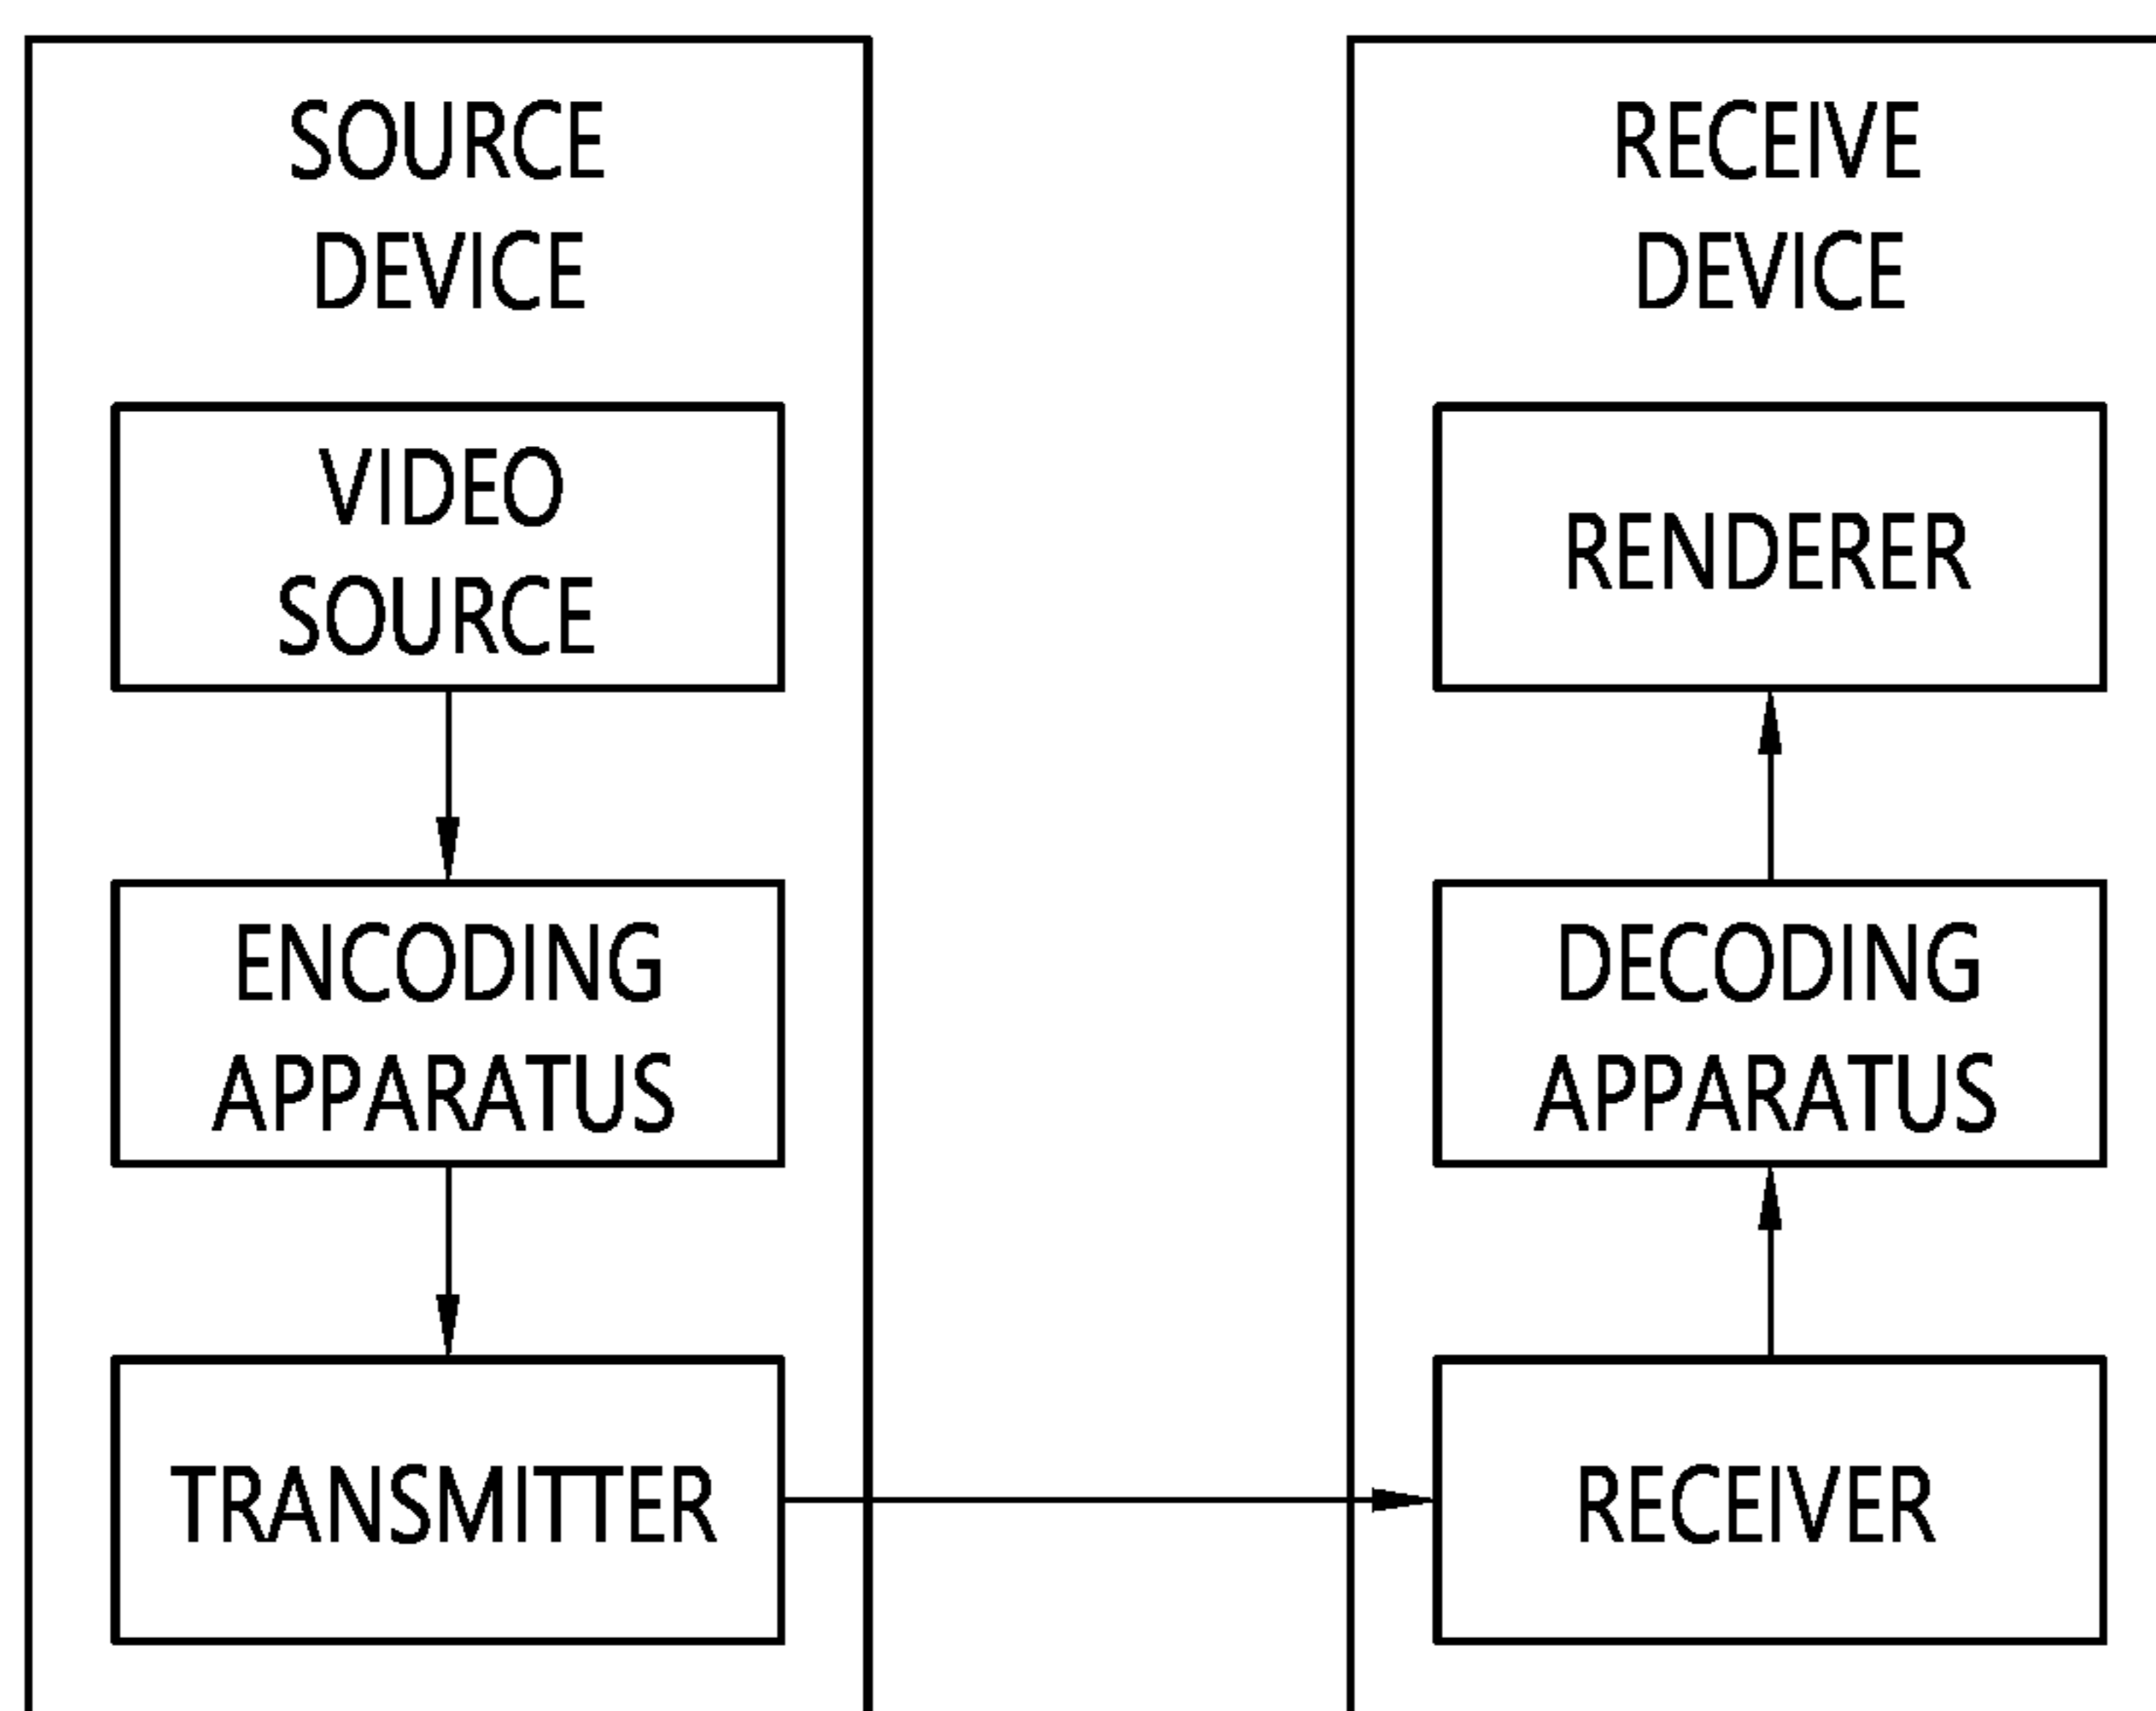 SOURCE
DEVICE
VIDEO
SOURCE
ENCODING
APPARATUS
TRANSMITTER
RECEIVE
DEVICE
RENDERER
DECODING
APPARATUS
RECEIVER